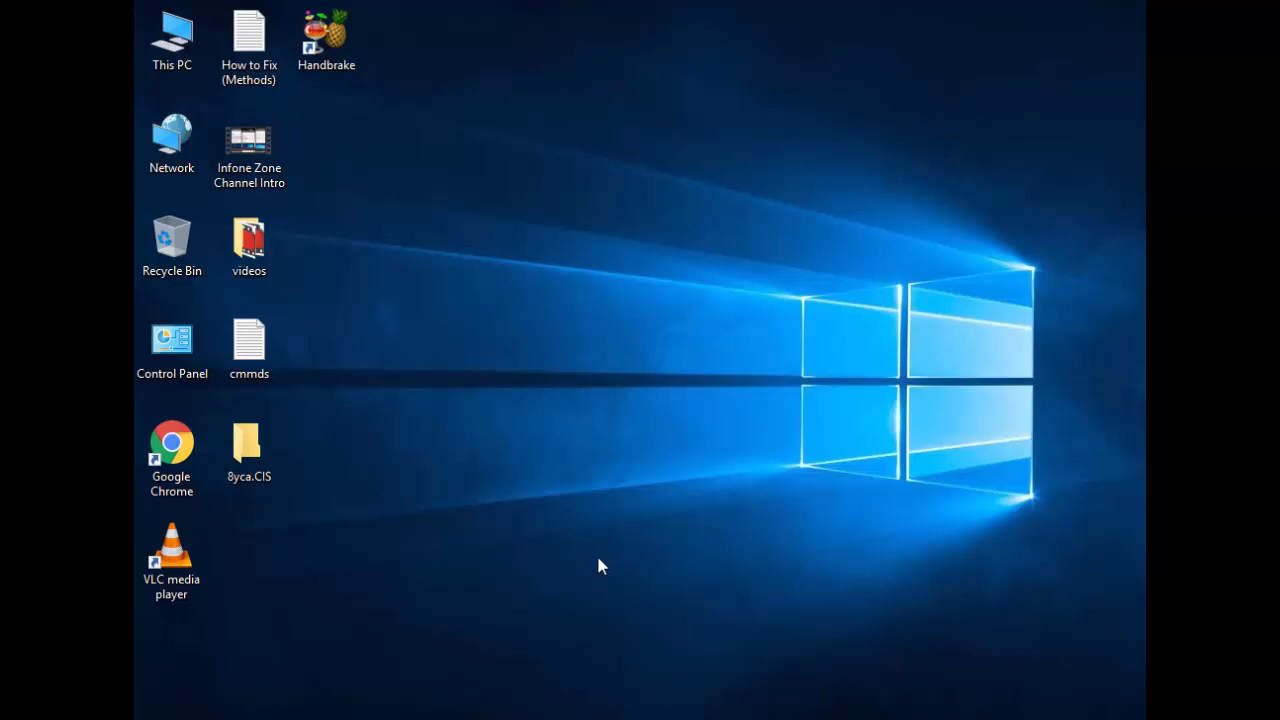 This PC
How to Fix
(Methods)
Handbrake
Network
Infone Zone
Channel Intro
Recycle Bin
videos
Control Panel
cmmds
Google
Chrome
8yca.CIS
VLC media
player